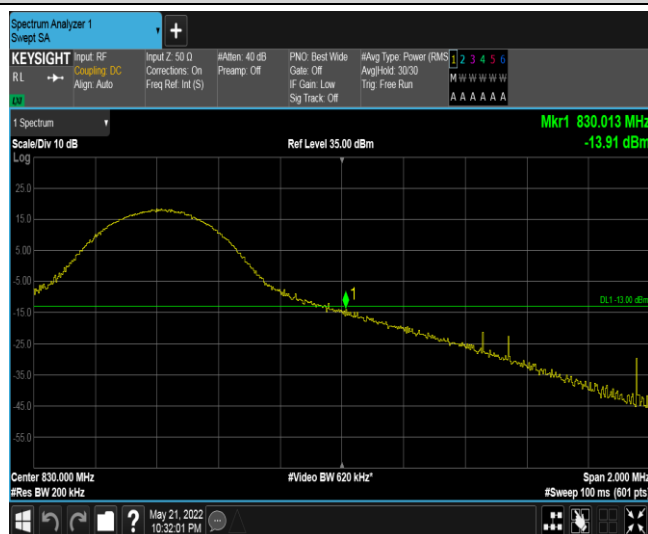 Spectrum Analyzer 1
Swept SA
KEYSIGHT
RL
LXI
Input: RF
Coupling: DC
Align: Auto
Input Z: 50 Ω
Corrections: On
Freq Ref: Int (S)
#Atten: 40 dB
Preamp: Off
PNO: Best Wide
Gate: Off
IF Gain: Low
Sig Track: Off
#Avg Type: Power (RMS
Avg|Hold: 30/30
Trig: Free Run
1 2 3 4 5 6
M W W W W W
A A A A A A
1 Spectrum
Scale/Div 10 dB
Log
Ref Level 35.00 dBm
Mkr1 830.013 MHz
-13.91 dBm
25.0
15.0
5.00
-5.00
-15.0
-25.0
-35.0
-45.0
-55.0
1
DL1 -13.00 dBm
Center 830.000 MHz
#Res BW 200 kHz
#Video BW 620 kHz*
Span 2.000 MHz
#Sweep 100 ms (601 pts)
May 21, 2022
10:32:01 PM